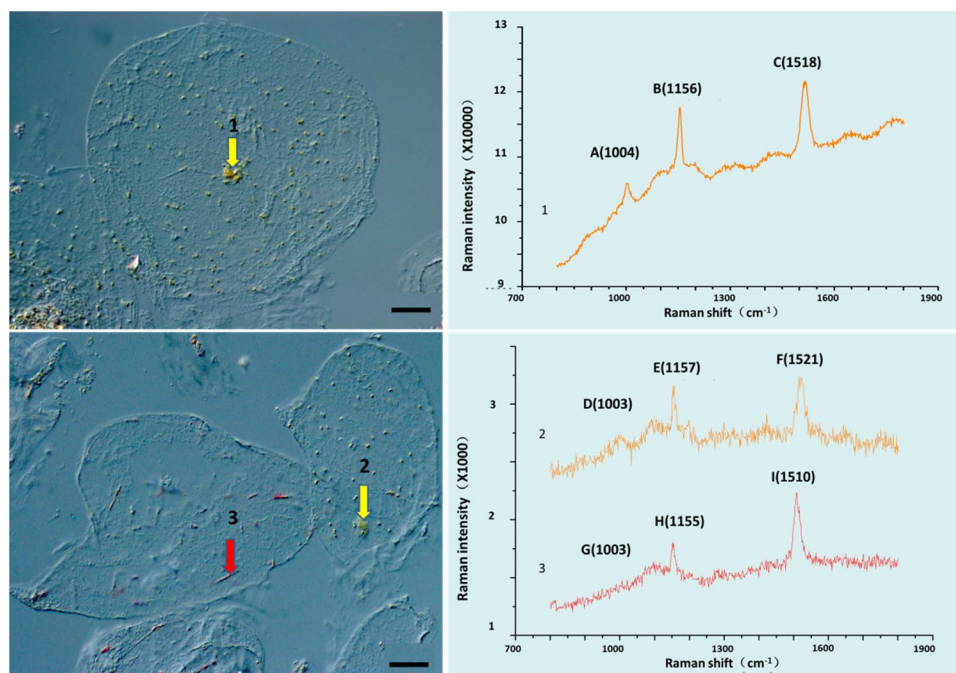 1
13
12
11
10
9
Raman intensity (X10000)
A(1004)
B(1156)
C(1518)
1
700
1000
1300
1600
1900
Raman shift (cm-1)
2
3
3
2
1
Raman intensity (X1000)
D(1003)
E(1157)
F(1521)
2
G(1003)
H(1155)
I(1510)
3
700
1000
1300
1600
1900
Raman shift (cm-1)